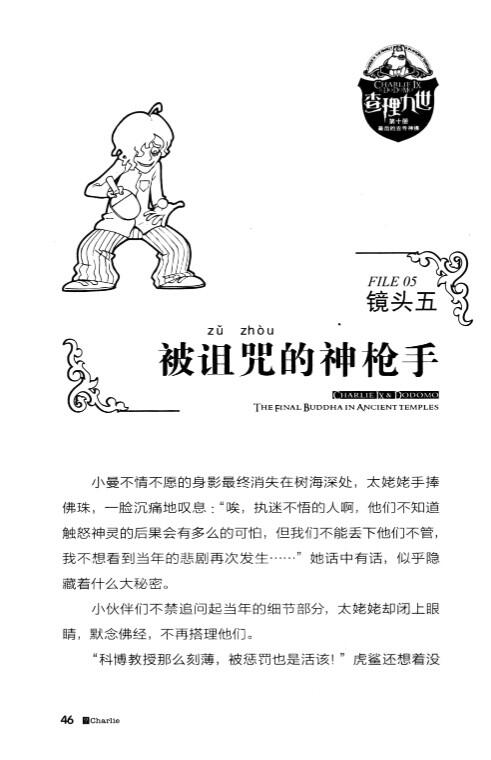 CHARLIE IX
& DODOMO
查理九世
第十册
最后的古寺神佛
FILE 05
镜头五
zǔ zhòu
被诅咒的神枪手
CHARLIE IX & DODOMO
THE FINAL BUDDHA IN ANCIENT TEMPLES
小曼不情不愿的身影最终消失在树海深处，太姥姥手捧
佛珠，一脸沉痛地叹息：“唉，执迷不悟的人啊，他们不知道
触怒神灵的后果会有多么的可怕，但我们不能丢下他们不管，
我不想看到当年的悲剧再次发生……”她话中有话，似乎隐
藏着什么大秘密。
小伙伴们不禁追问起当年的细节部分，太姥姥却闭上眼
睛，默念佛经，不再搭理他们。
“科博教授那么刻薄，被惩罚也是活该！”虎鲨还想着没
46 Charlie